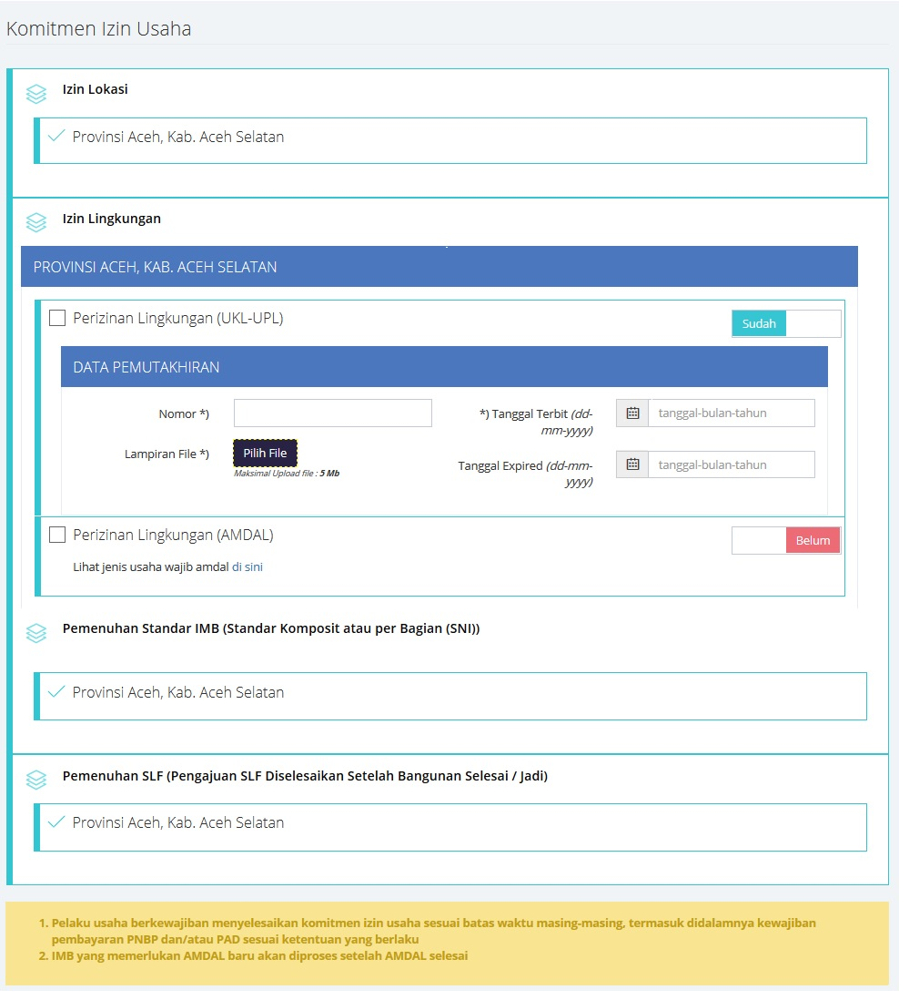 Komitmen Izin Usaha
Izin Lokasi
Provinsi Aceh, Kab. Aceh Selatan
Izin Lingkungan
PROVINSI ACEH, KAB. ACEH SELATAN
Perizinan Lingkungan (UKL-UPL)
Sudah
DATA PEMUTAKHIRAN
Nomor *)
*) Tanggal Terbit (dd-
mm-yyyy)
tanggal-bulan-tahun
Lampiran File *)
Pilih File
Maksimal Upload file : 5 Mb
Tanggal Expired (dd-mm-
yyyy)
tanggal-bulan-tahun
Perizinan Lingkungan (AMDAL)
Belum
Lihat jenis usaha wajib amdal di sini
Pemenuhan Standar IMB (Standar Komposit atau per Bagian (SNI))
Provinsi Aceh, Kab. Aceh Selatan
Pemenuhan SLF (Pengajuan SLF Diselesaikan Setelah Bangunan Selesai / Jadi)
Provinsi Aceh, Kab. Aceh Selatan
1. Pelaku usaha berkewajiban menyelesaikan komitmen izin usaha sesuai batas waktu masing-masing, termasuk didalamnya kewajiban
pembayaran PNBP dan/atau PAD sesuai ketentuan yang berlaku
2. IMB yang memerlukan AMDAL baru akan diproses setelah AMDAL selesai